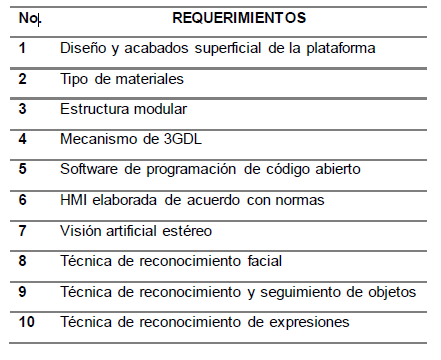 No. REQUERIMIENTOS
1 Diseño y acabados superficial de la plataforma
2 Tipo de materiales
3 Estructura modular
4 Mecanismo de 3GDL
5 Software de programación de código abierto
6 HMI elaborada de acuerdo con normas
7 Visión artificial estéreo
8 Técnica de reconocimiento facial
9 Técnica de reconocimiento y seguimiento de objetos
10 Técnica de reconocimiento de expresiones